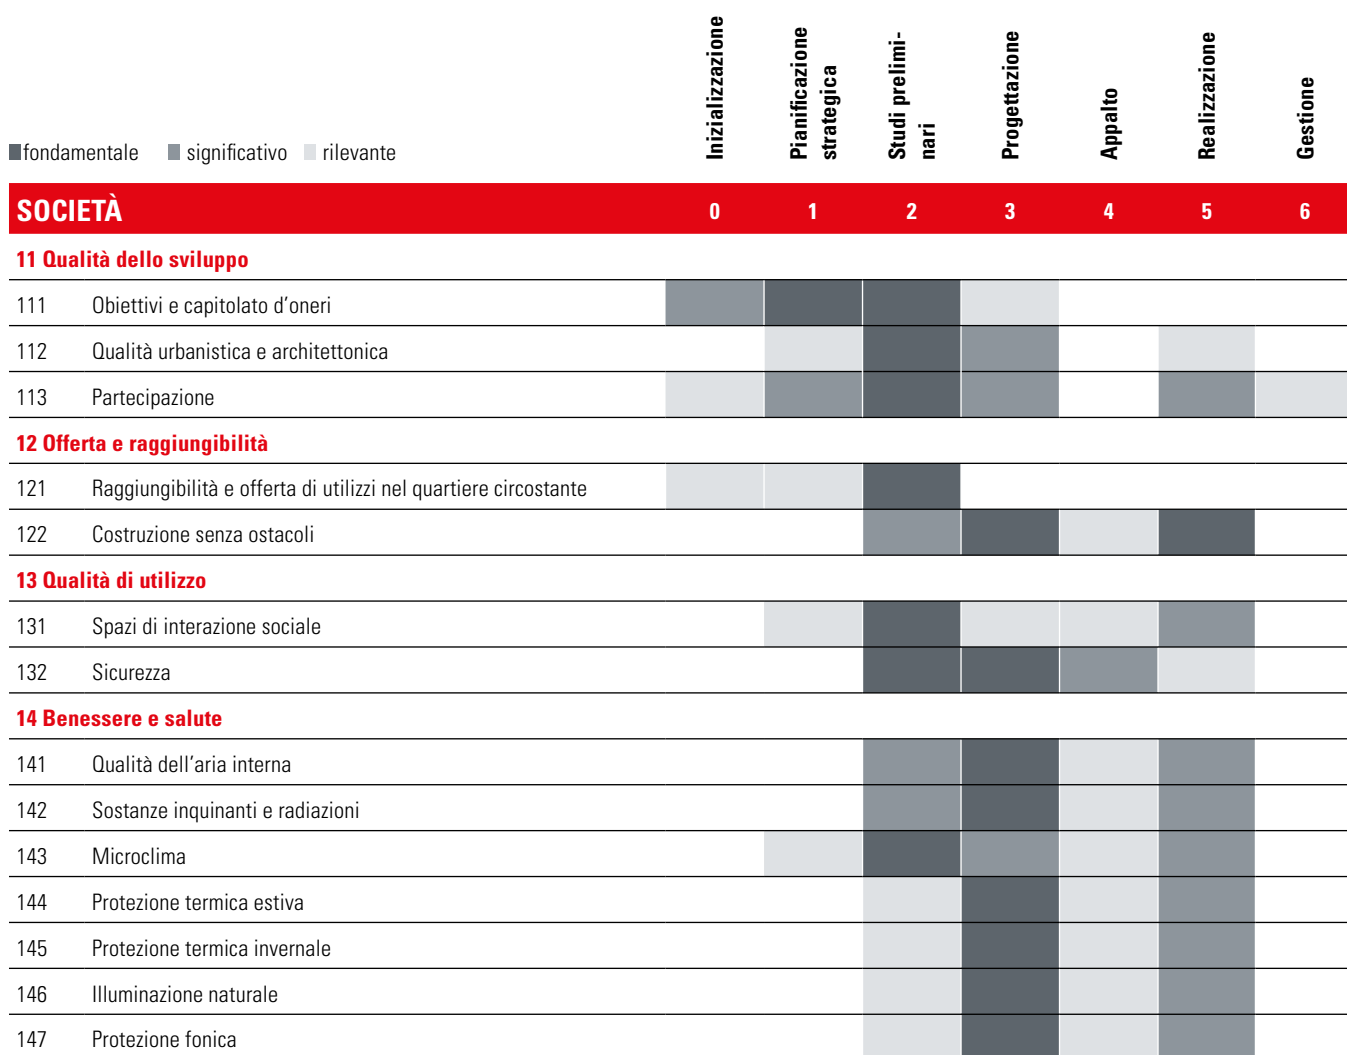 Inizializzazione
Pianificazione
strategica
Studi prelimi-
nari
Progettazione
Appalto
Realizzazione
Gestione
fondamentale significativo rilevante
SOCIETÀ 0 1 2 3 4 5 6
11 Qualità dello sviluppo
111 Obiettivi e capitolato d’oneri
112 Qualità urbanistica e architettonica
113 Partecipazione
12 Offerta e raggiungibilità
121 Raggiungibilità e offerta di utilizzi nel quartiere circostante
122 Costruzione senza ostacoli
13 Qualità di utilizzo
131 Spazi di interazione sociale
132 Sicurezza
14 Benessere e salute
141 Qualità dell’aria interna
142 Sostanze inquinanti e radiazioni
143 Microclima
144 Protezione termica estiva
145 Protezione termica invernale
146 Illuminazione naturale
147 Protezione fonica